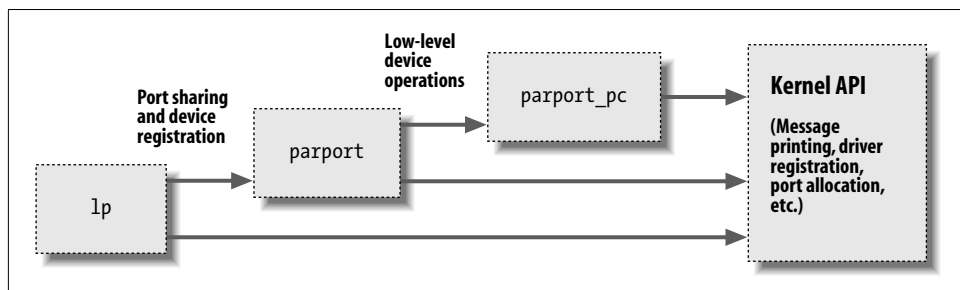 Low-level
device
operations
parport_pc
Kernel API
(Message
printing, driver
registration,
port allocation,
etc.)
Port sharing
and device
registration
parport
lp